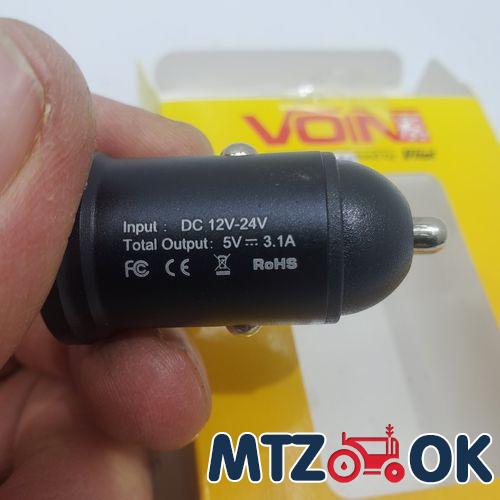 VOIN
Input : DC 12V-24V
Total Output: 5V⎓3.1A
FC CE RoHS
MTZ OK